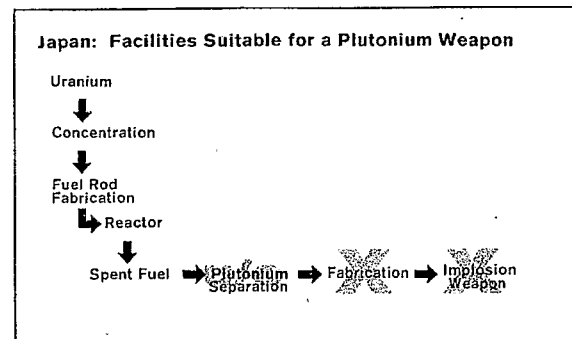 Japan: Facilities Suitable for a Plutonium Weapon
Uranium
Concentration
Fuel Rod
Fabrication
Reactor
Spent Fuel
Plutonium
Separation
Fabrication
Implosion
Weapon